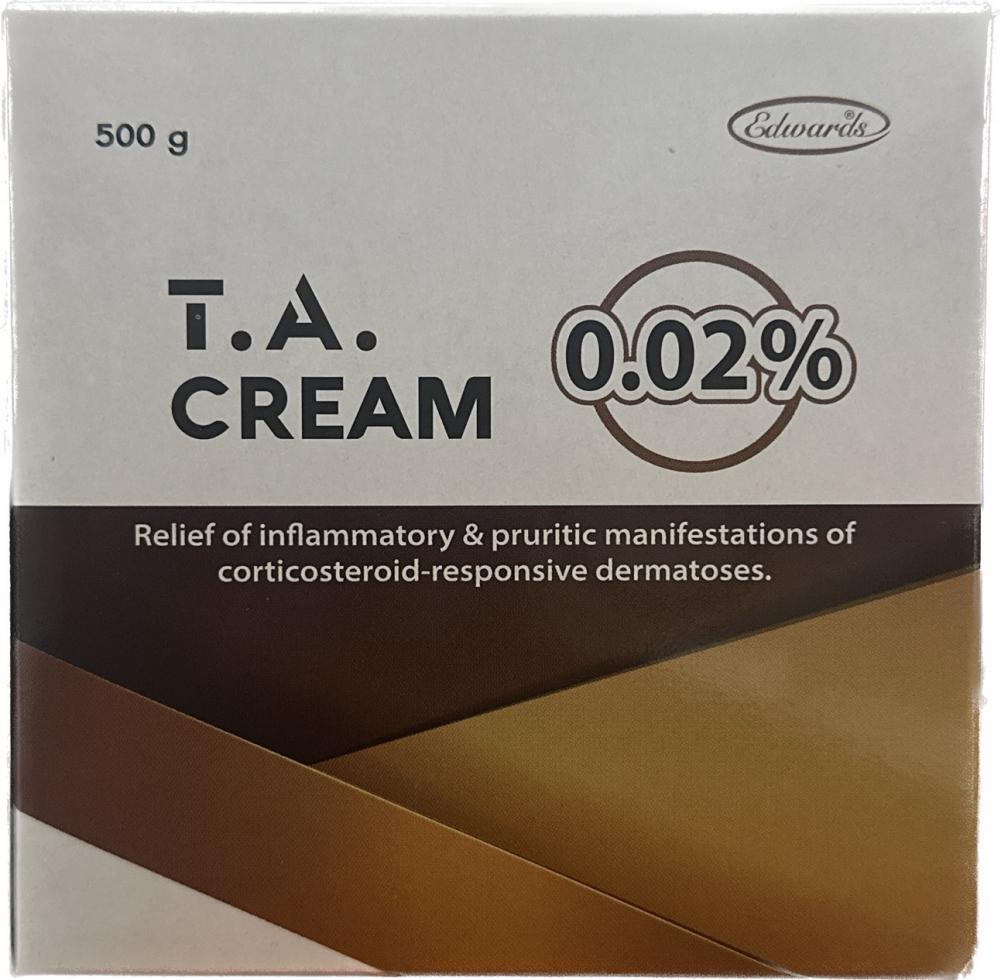 500 g
Edwards®
T.A.
CREAM
0.02%
Relief of inflammatory & pruritic manifestations of
corticosteroid-responsive dermatoses.